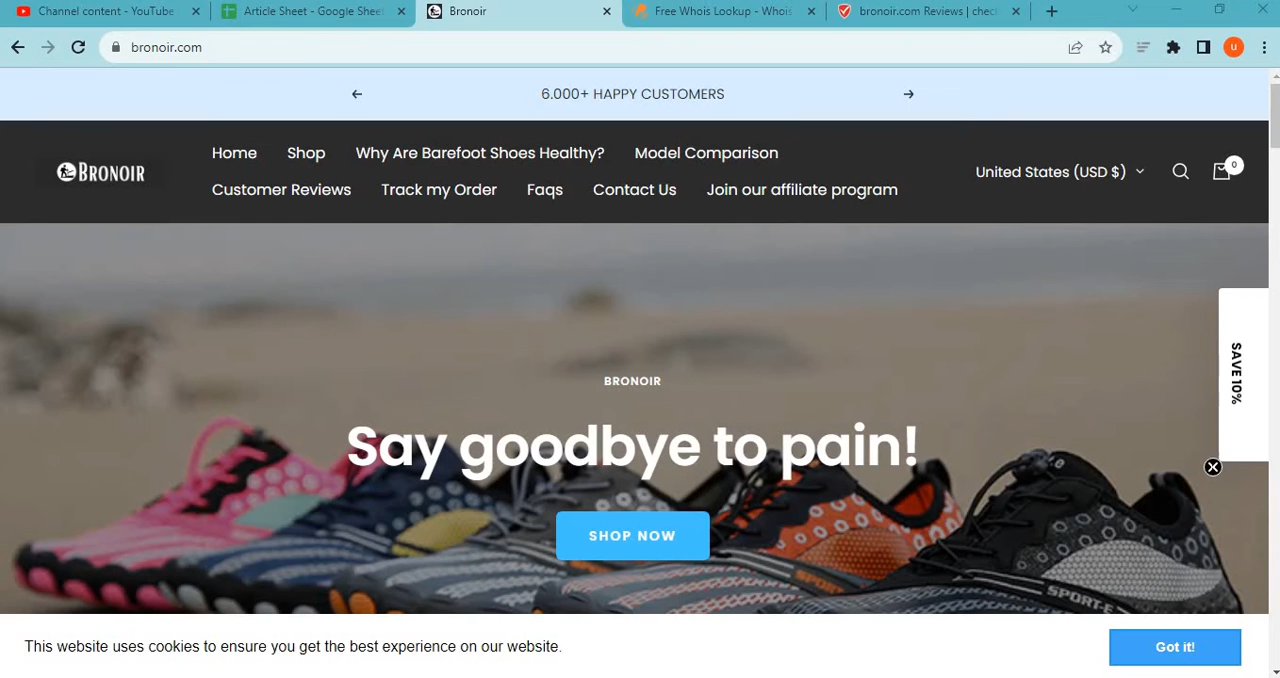 Channel content - YouTube
Article Sheet - Google Sheet
Bronoir
Free Whois Lookup - Whois
bronoir.com Reviews | chec
bronoir.com
U
6.000+ HAPPY CUSTOMERS
BRONOIR
Home
Shop
Why Are Barefoot Shoes Healthy?
Model Comparison
Customer Reviews
Track my Order
Faqs
Contact Us
Join our affiliate program
United States (USD $)
0
SAVE 10%
BRONOIR
Say goodbye to pain!
SHOP NOW
SPORT
SPORT-E
This website uses cookies to ensure you get the best experience on our website.
Got it!